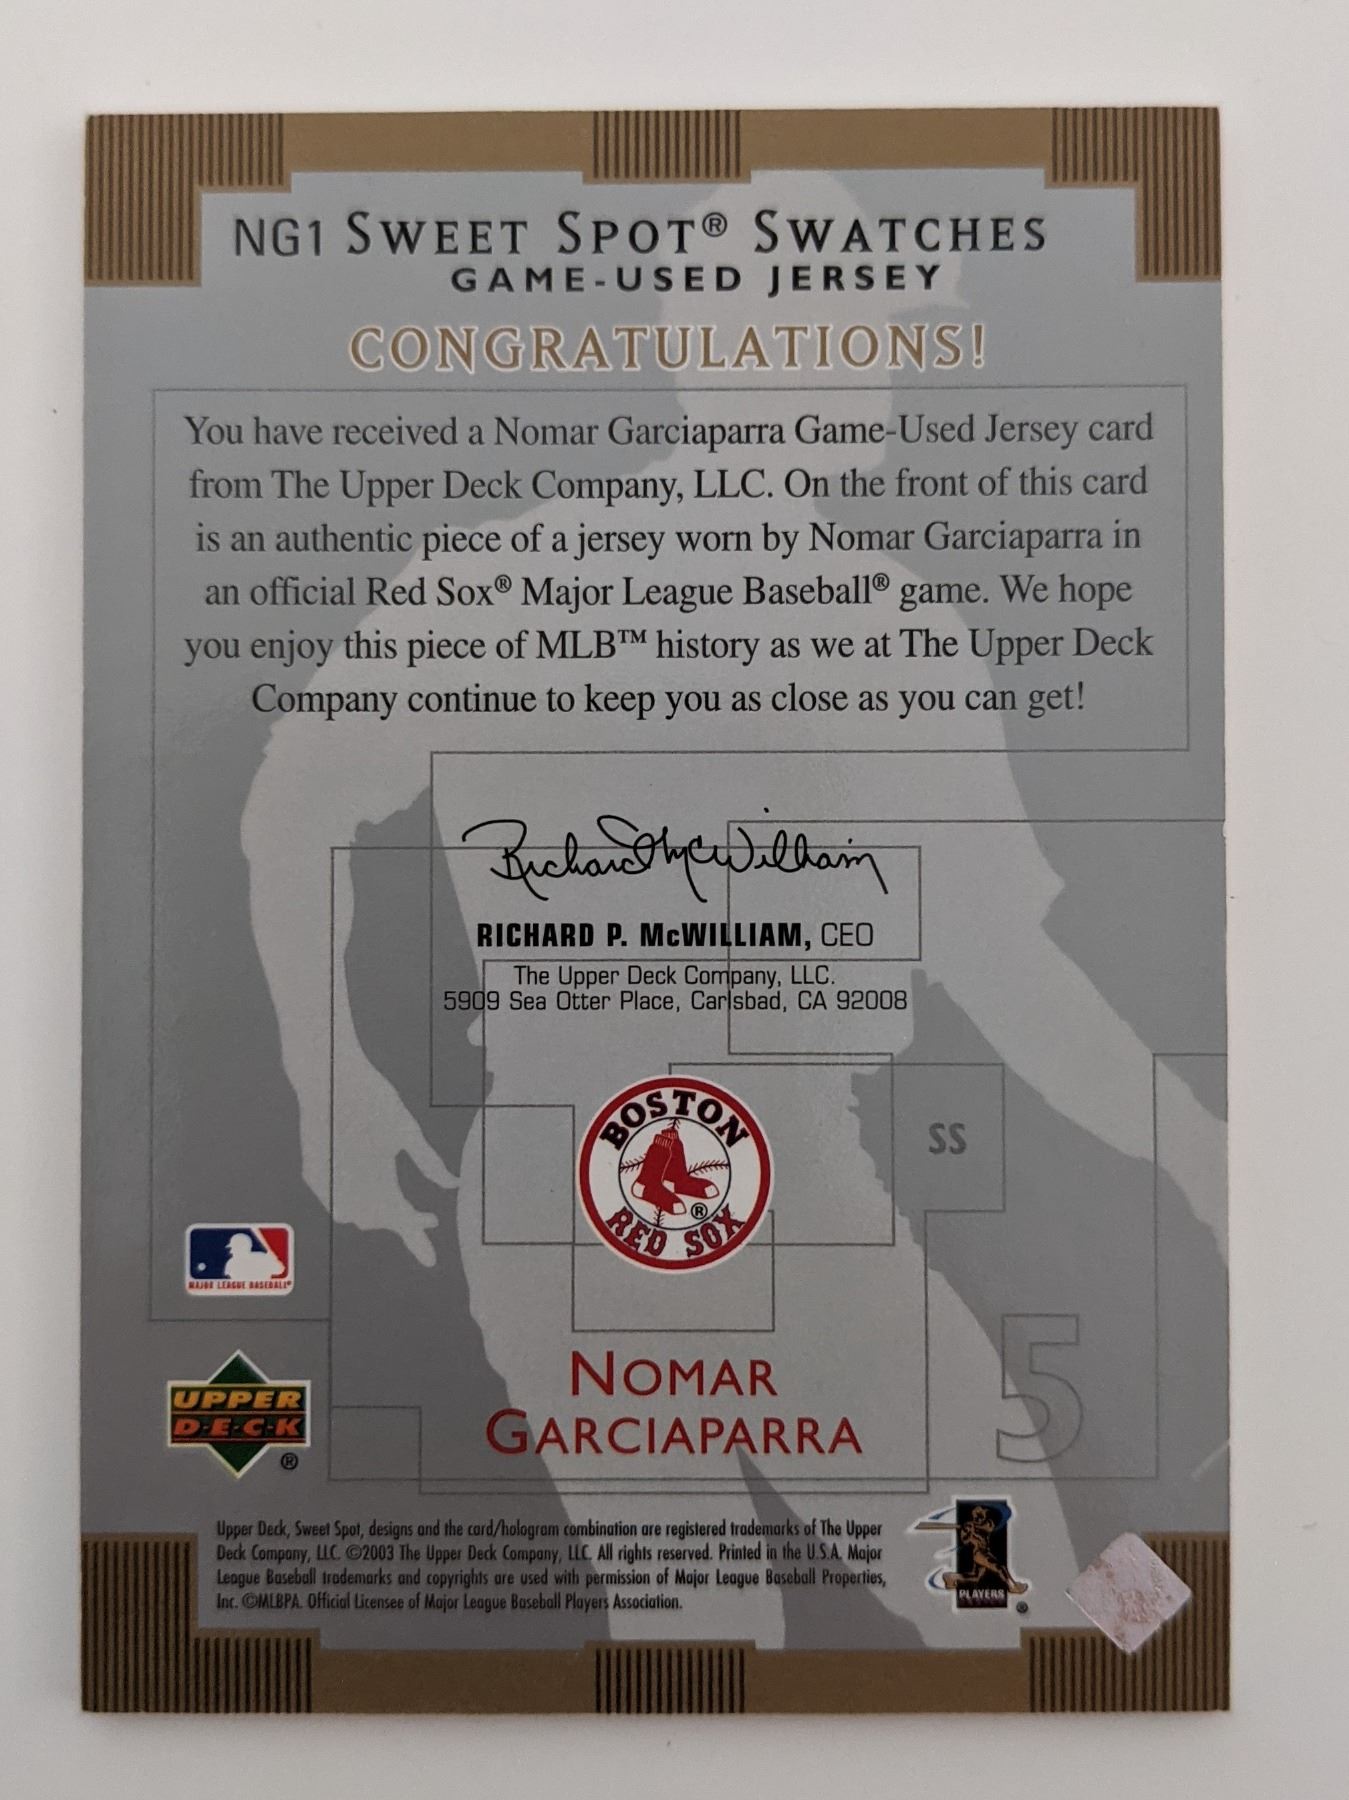 NG1 SWEET SPOT® SWATCHES
GAME-USED JERSEY
CONGRATULATIONS!
You have received a Nomar Garciaparra Game-Used Jersey card
from The Upper Deck Company, LLC. On the front of this card
is an authentic piece of a jersey worn by Nomar Garciaparra in
an official Red Sox® Major League Baseball® game. We hope
you enjoy this piece of MLB™ history as we at The Upper Deck
Company continue to keep you as close as you can get!
Richard McWilliam
RICHARD P. McWILLIAM, CEO
The Upper Deck Company, LLC.
5909 Sea Otter Place, Carlsbad, CA 92008
BOSTON
RED SOX
®
SS
MAJOR LEAGUE BASEBALL®
5
UPPER
D·E·C·K
®
NOMAR
GARCIAPARRA
Upper Deck, Sweet Spot, designs and the card/hologram combination are registered trademarks of The Upper
Deck Company, LLC. ©2003 The Upper Deck Company, LLC. All rights reserved. Printed in the U.S.A. Major
League Baseball trademarks and copyrights are used with permission of Major League Baseball Properties,
Inc. ©MLBPA. Official Licensee of Major League Baseball Players Association.
PLAYERS
®